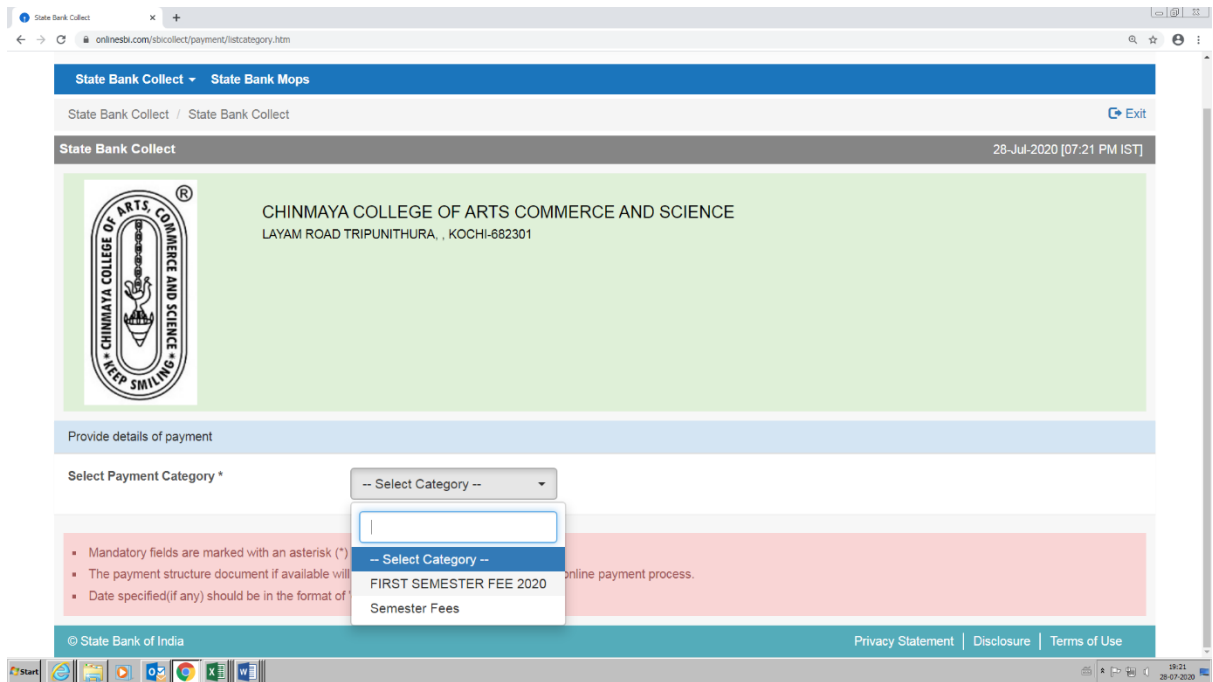 State Bank Collect
onlinesbi.com/sbicollect/payment/listcategory.htm
State Bank Collect State Bank Mops
State Bank Collect / State Bank Collect
Exit
State Bank Collect
28-Jul-2020 [07:21 PM IST]
CHINMAYA COLLEGE OF ARTS, COMMERCE AND SCIENCE
* KEEP SMILING *
®
CHINMAYA COLLEGE OF ARTS COMMERCE AND SCIENCE
LAYAM ROAD TRIPUNITHURA, , KOCHI-682301
Provide details of payment
Select Payment Category *
-- Select Category --
-- Select Category --
FIRST SEMESTER FEE 2020
Semester Fees
Mandatory fields are marked with an asterisk (*)
The payment structure document if available will
online payment process.
Date specified(if any) should be in the format of '
© State Bank of India
Privacy Statement | Disclosure | Terms of Use
Start
19:21
28-07-2020